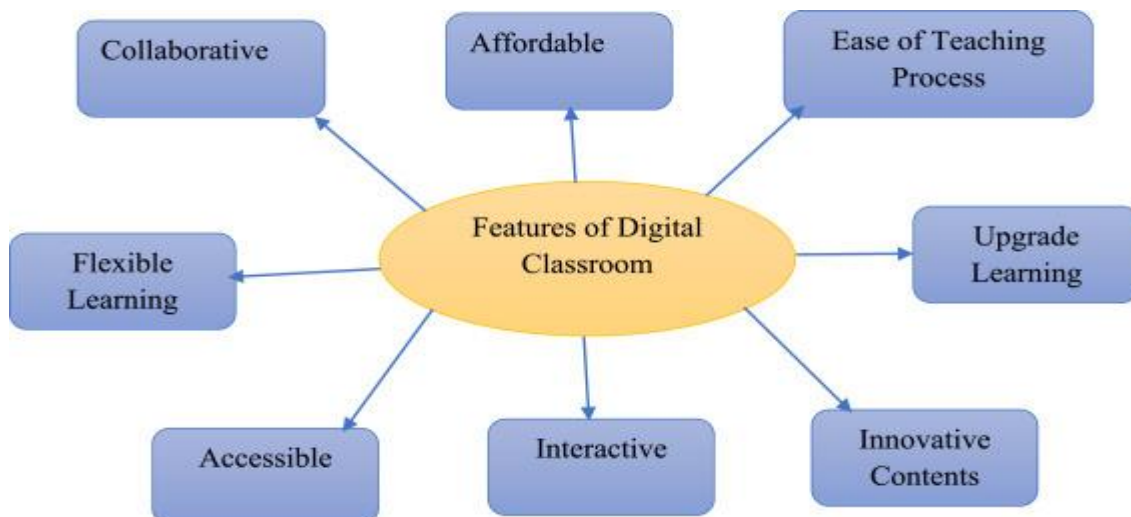 Collaborative
Affordable
Ease of Teaching
Process
Features of Digital
Classroom
Flexible
Learning
Upgrade
Learning
Accessible
Interactive
Innovative
Contents